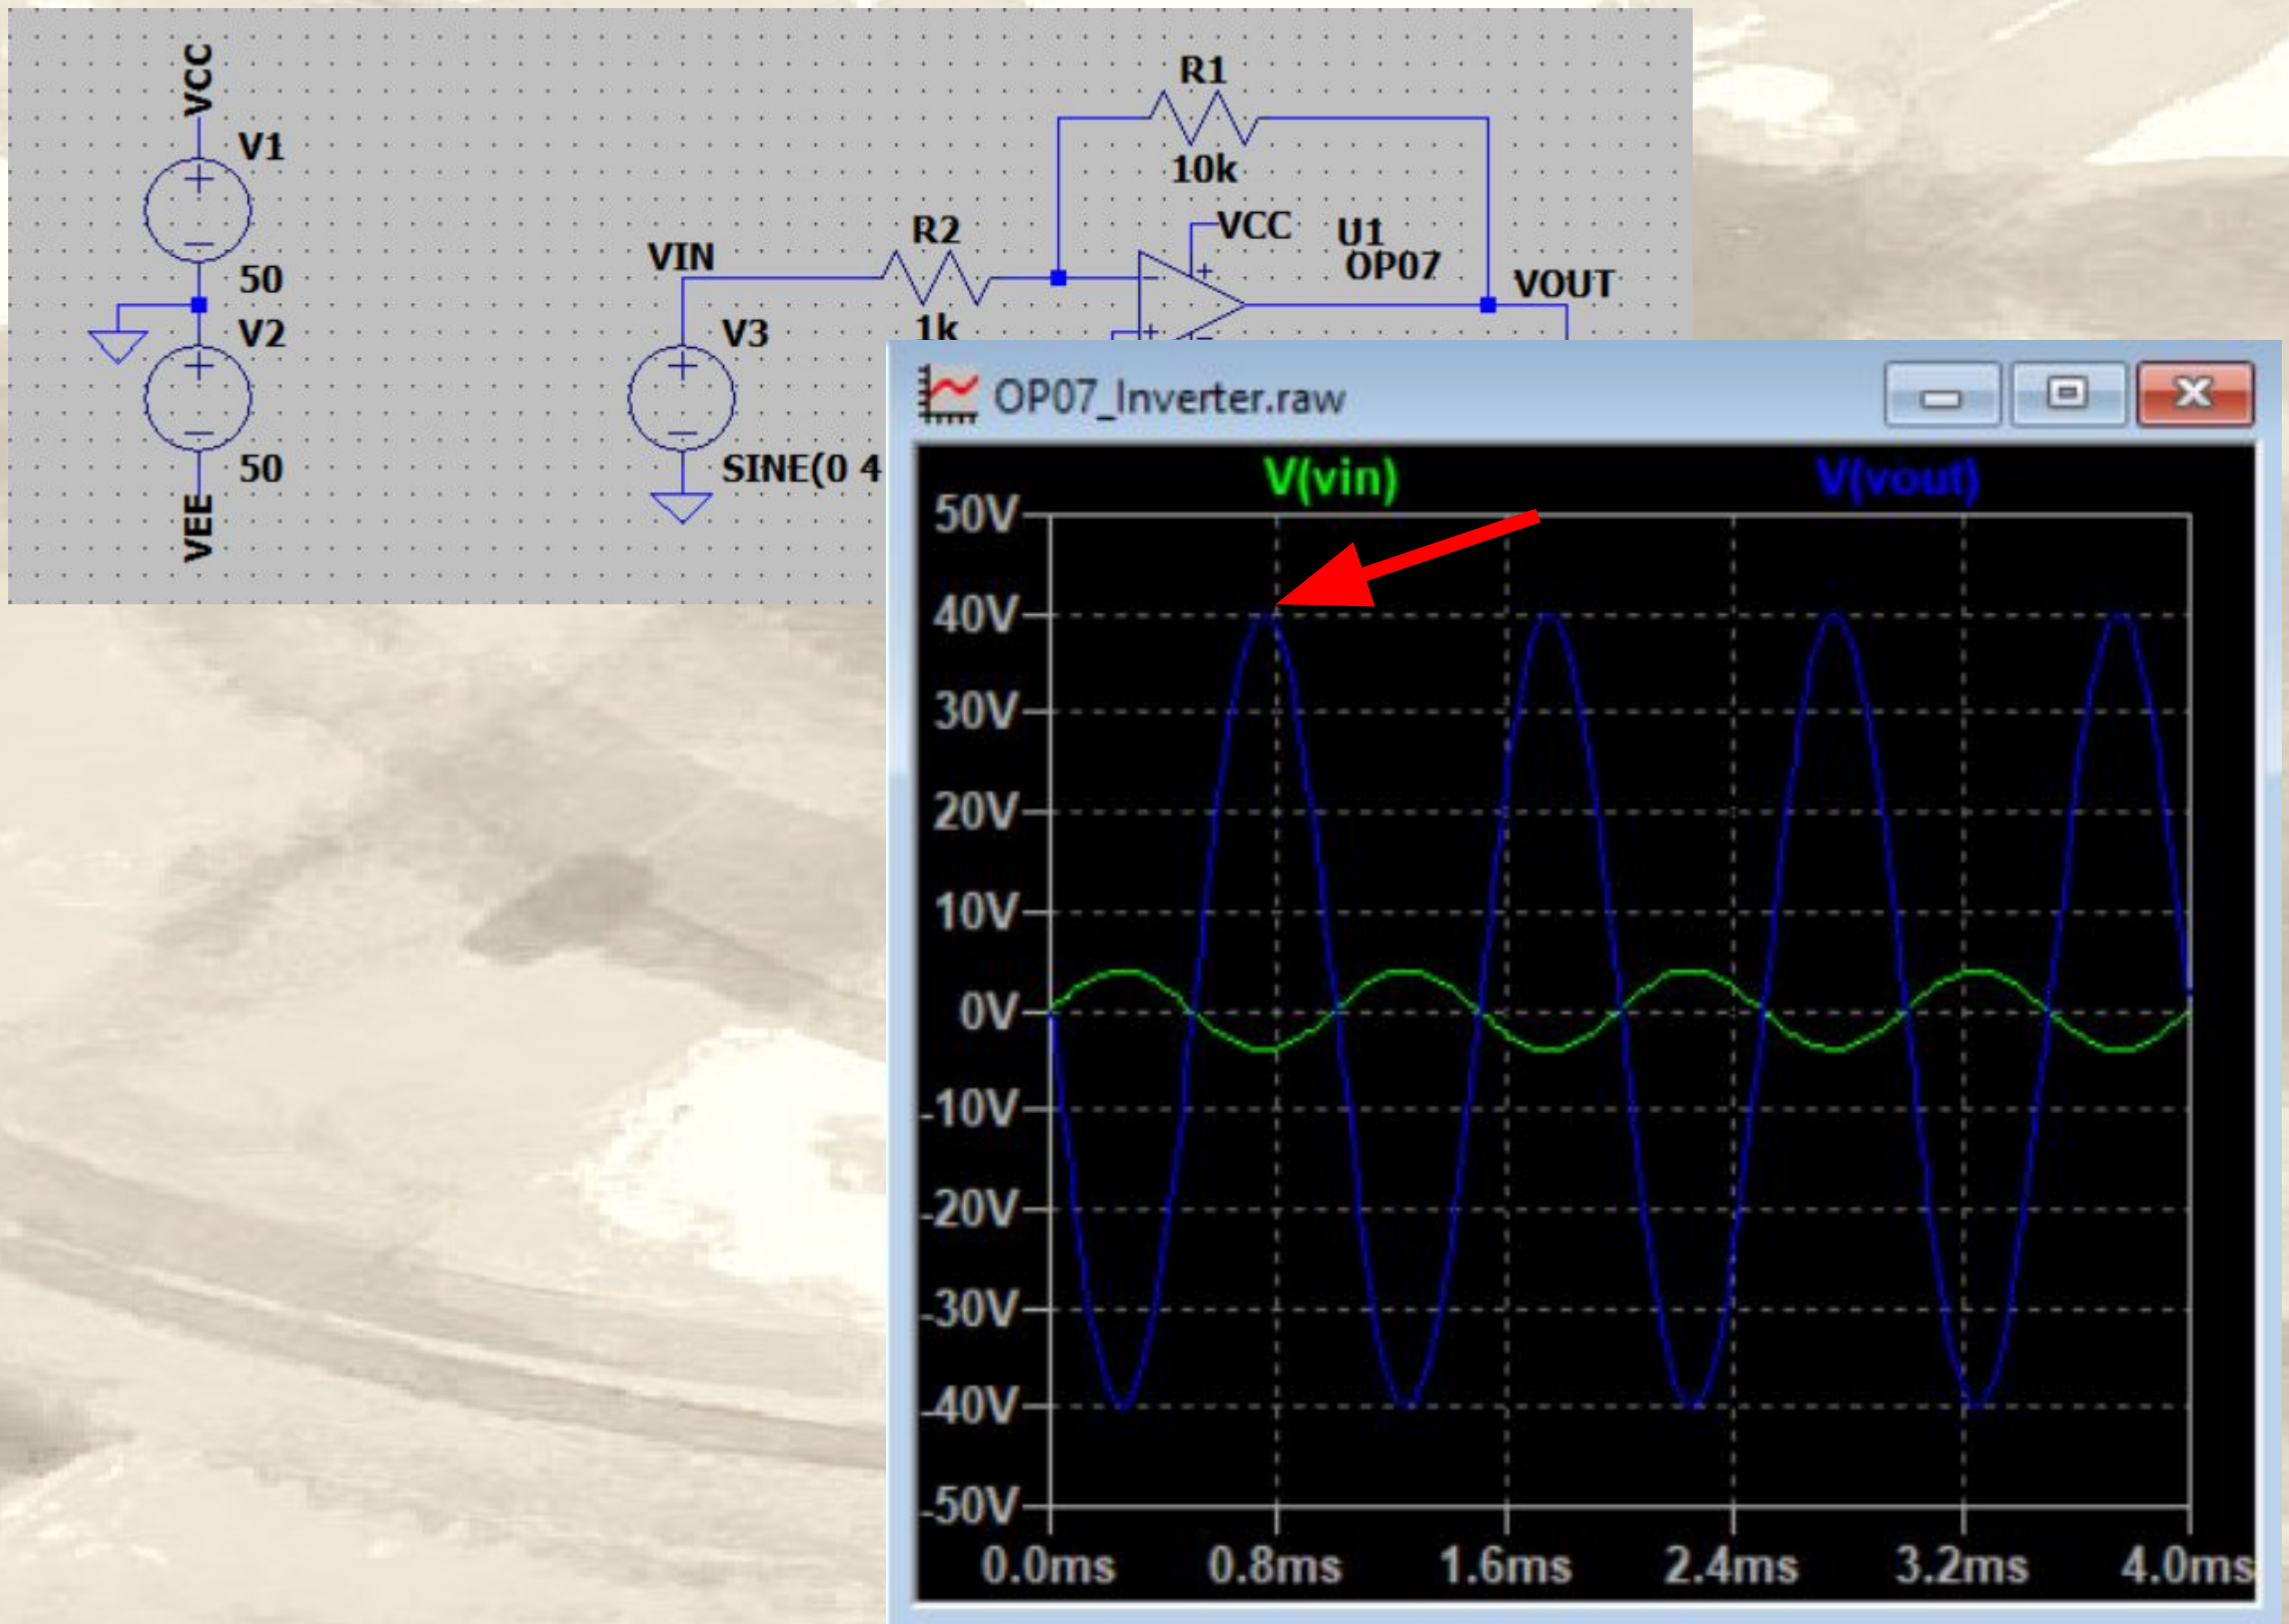 VCC
V1
50
V2
50
VEE
VIN
V3
SINE(0 4
R2
1k
R1
10k
VCC
U1
OP07
VOUT
OP07_Inverter.raw
V(vin)
V(vout)
50V
40V
30V
20V
10V
0V
-10V
-20V
-30V
-40V
-50V
0.0ms 0.8ms 1.6ms 2.4ms 3.2ms 4.0ms